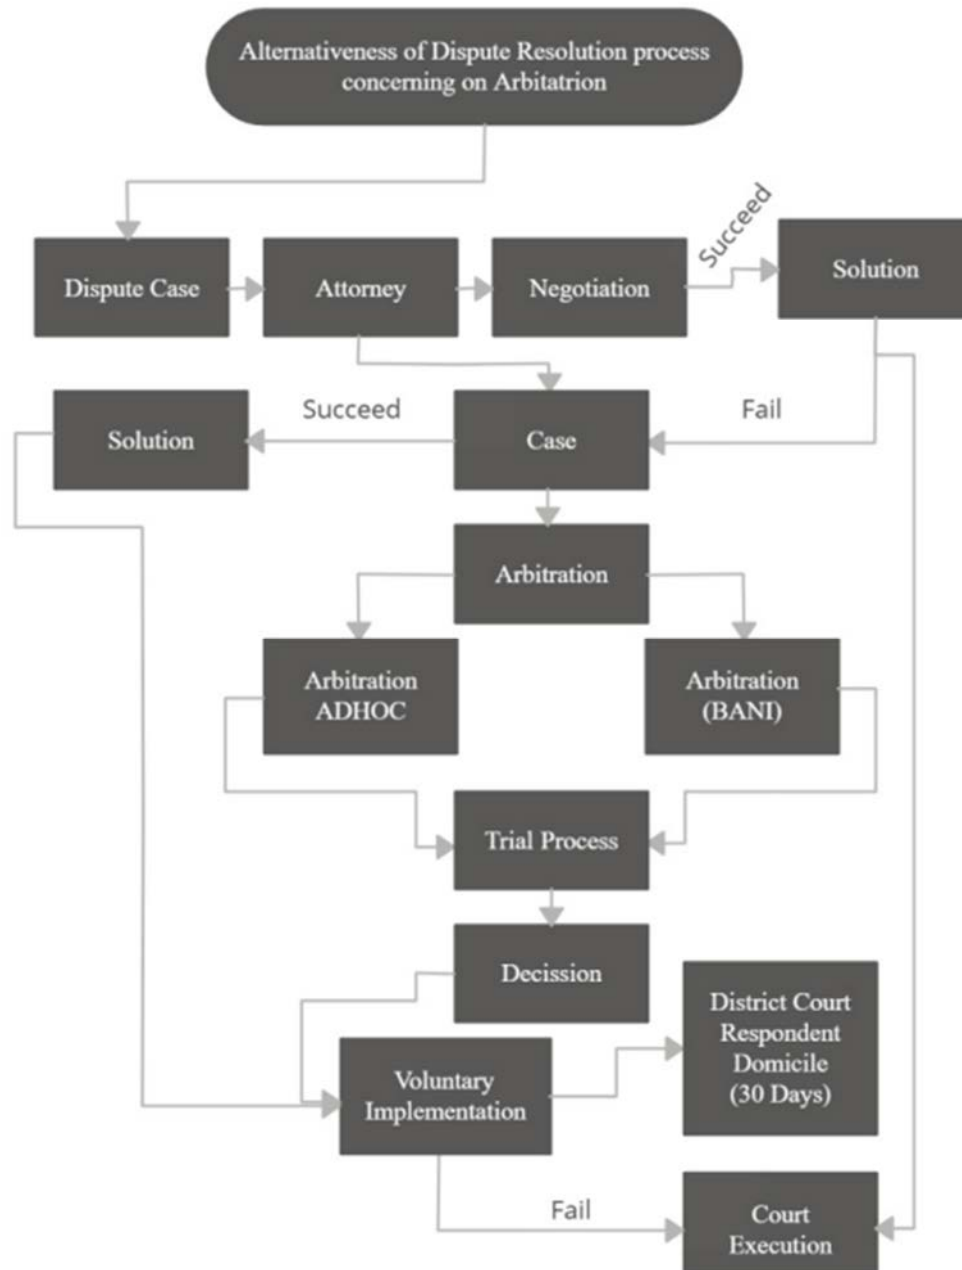 Alternativeness of Dispute Resolution process
concerning on Arbitatrion
Succeed
Dispute Case
Attorney
Negotiation
Solution
Succeed
Fail
Solution
Case
Arbitration
Arbitration
ADHOC
Arbitration
(BANI)
Trial Process
Decission
District Court
Respondent
Domicile
(30 Days)
Voluntary
Implementation
Fail
Court
Execution